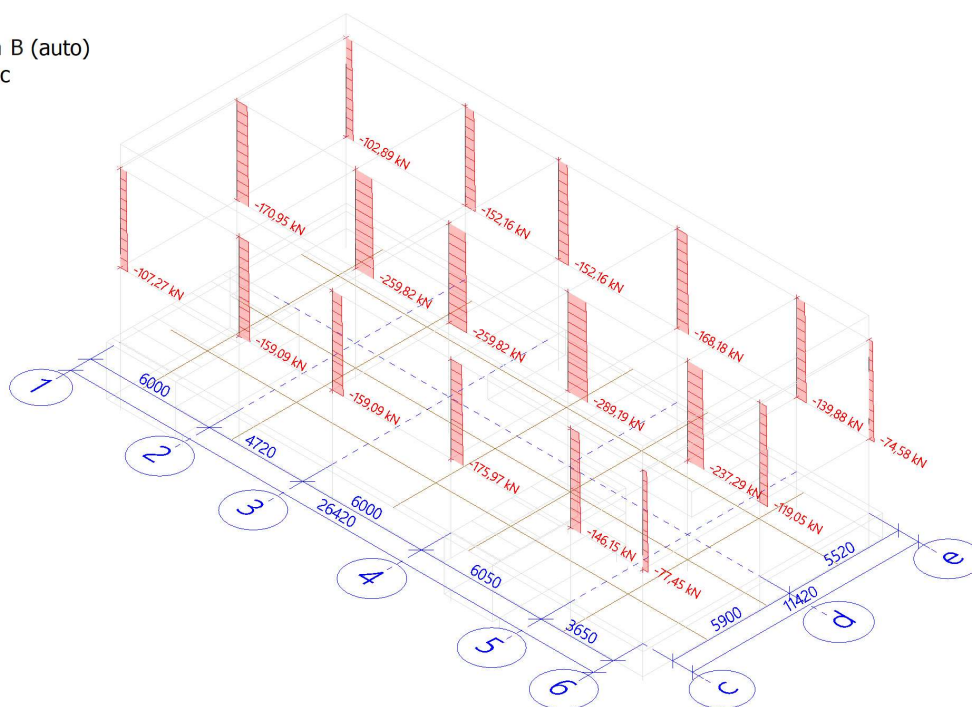 B (auto)
c
-102,89 kN
-170,95 kN
-152,16 kN
-107,27 kN
-259,82 kN
-152,16 kN
-159,09 kN
-259,82 kN
-168,18 kN
-159,09 kN
-289,19 kN
-139,88 kN
-74,58 kN
-175,97 kN
-237,29 kN
-119,05 kN
-146,15 kN
-77,45 kN
1
2
3
4
5
6
6000
4720
6000
26420
6050
3650
5900
11420
5520
c
d
e